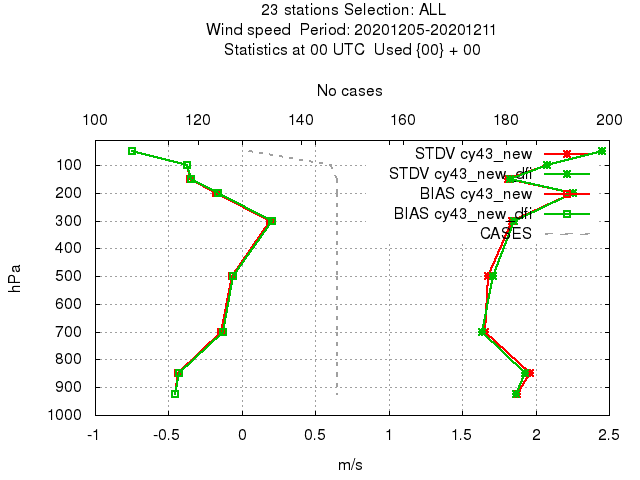 23 stations Selection: ALL
Wind speed  Period: 20201205-20201211
Statistics at 00 UTC  Used {00} + 00
No cases
100 120 140 160 180 200
STDV cy43_new
STDV cy43_new_dfi
BIAS cy43_new
BIAS cy43_new_dfi
CASES
100
200
300
400
500
600
700
800
900
1000
hPa
-1 -0.5 0 0.5 1 1.5 2 2.5
m/s